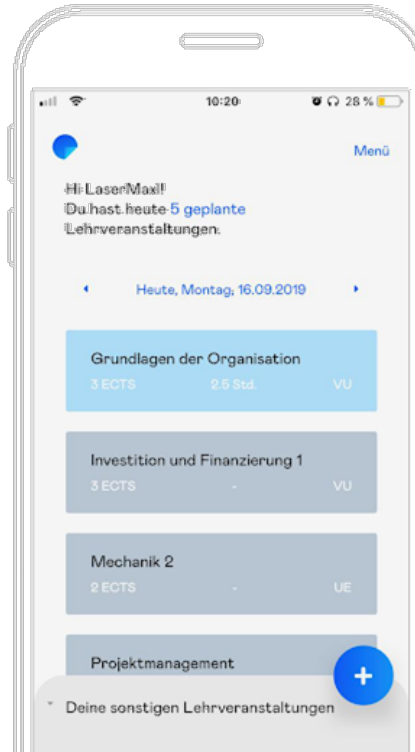 10:20
28 %
Menü
Hi LaserMaxl!
Du hast heute 5 geplante
Lehrveranstaltungen.
Heute, Montag, 16.09.2019
Grundlagen der Organisation
3 ECTS 2.5 Std. VU
Investition und Finanzierung 1
3 ECTS - VU
Mechanik 2
2 ECTS - UE
Projektmanagement
+
Deine sonstigen Lehrveranstaltungen